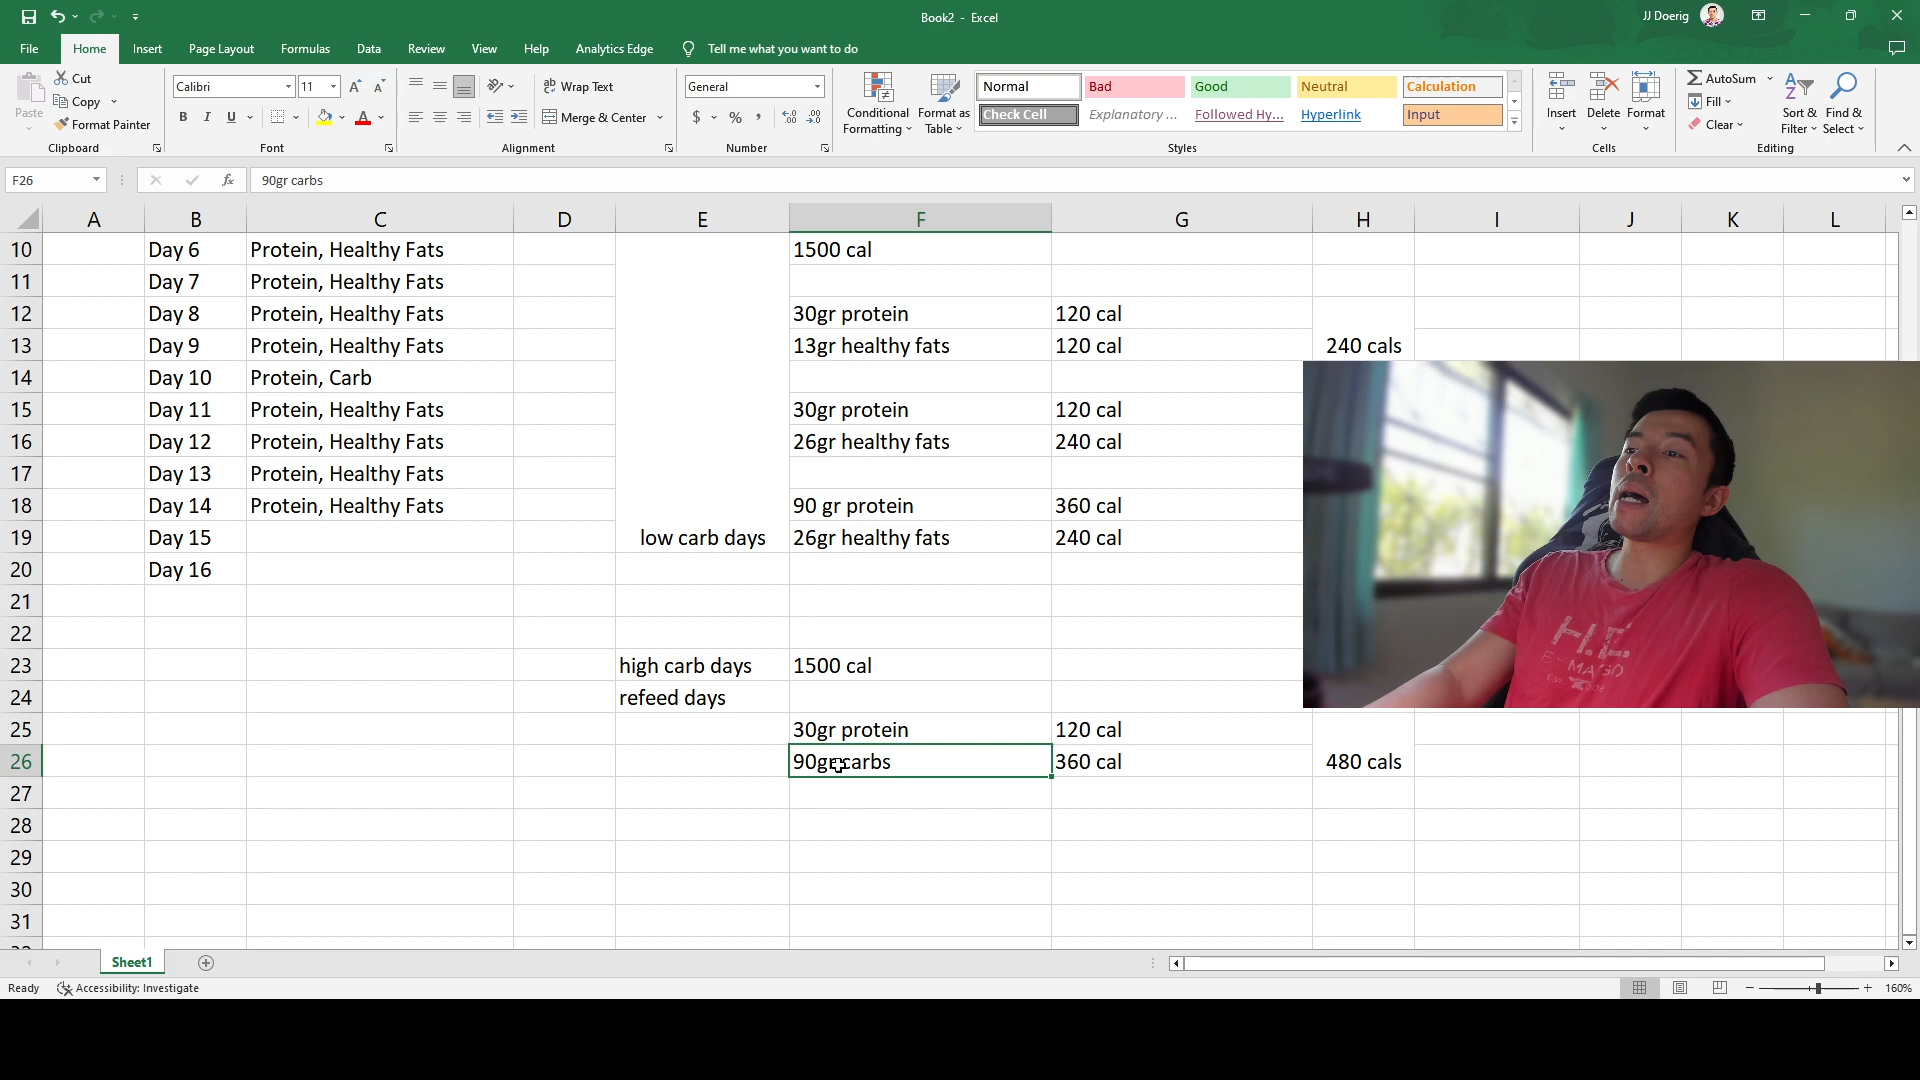 Book2 - Excel
JJ Doerig
File Home Insert Page Layout Formulas Data Review View Help Analytics Edge Tell me what you want to do
Paste
Cut
Copy
Format Painter
Clipboard
Calibri 11
B I U
Font
Wrap Text
Merge & Center
Alignment
General
$ %
Number
Conditional Formatting
Format as Table
Normal Bad Good Neutral Calculation
Check Cell Explanatory ... Followed Hy... Hyperlink Input
Styles
Insert Delete Format
Cells
AutoSum
Fill
Clear
Sort & Filter
Find & Select
Editing
F26 fx 90gr carbs
A B C D E F G H I J K L
10 Day 6 Protein, Healthy Fats 1500 cal
11 Day 7 Protein, Healthy Fats
12 Day 8 Protein, Healthy Fats 30gr protein 120 cal
13 Day 9 Protein, Healthy Fats 13gr healthy fats 120 cal 240 cals
14 Day 10 Protein, Carb
15 Day 11 Protein, Healthy Fats 30gr protein 120 cal
16 Day 12 Protein, Healthy Fats 26gr healthy fats 240 cal
17 Day 13 Protein, Healthy Fats
18 Day 14 Protein, Healthy Fats 90 gr protein 360 cal
19 Day 15 low carb days 26gr healthy fats 240 cal
20 Day 16
21
22
23 high carb days 1500 cal
24 refeed days
25 30gr protein 120 cal
26 90gr carbs 360 cal 480 cals
27
28
29
30
31
Sheet1
Ready Accessibility: Investigate 160%